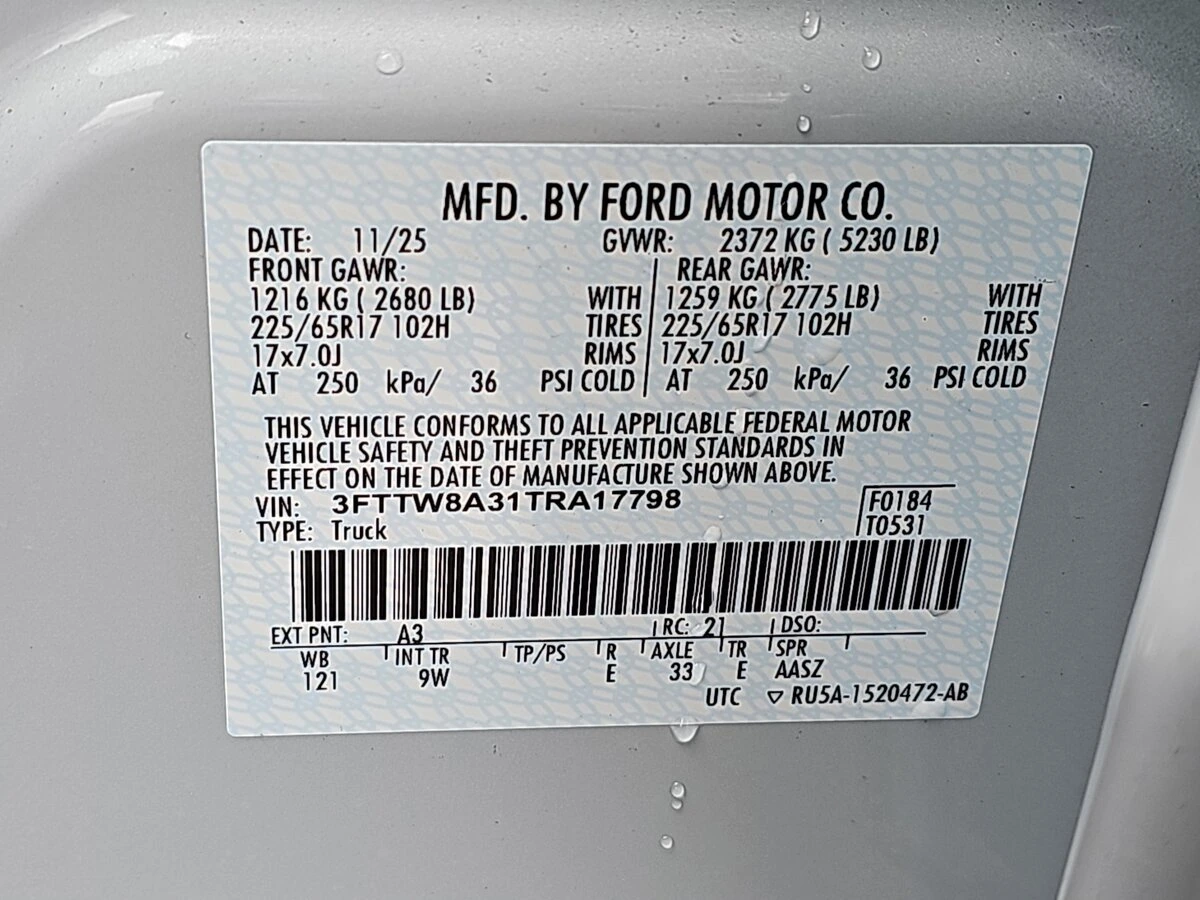 MFD. BY FORD MOTOR CO.
DATE: 11/25 GVWR: 2372 KG ( 5230 LB)
FRONT GAWR: REAR GAWR:
1216 KG ( 2680 LB) WITH 1259 KG ( 2775 LB) WITH
225/65R17 102H TIRES 225/65R17 102H TIRES
17x7.0J RIMS 17x7.0J RIMS
AT 250 kPa/ 36 PSI COLD AT 250 kPa/ 36 PSI COLD
THIS VEHICLE CONFORMS TO ALL APPLICABLE FEDERAL MOTOR
VEHICLE SAFETY AND THEFT PREVENTION STANDARDS IN
EFFECT ON THE DATE OF MANUFACTURE SHOWN ABOVE.
VIN: 3FTTW8A31TRA17798 F0184
TYPE: Truck T0531
EXT PNT: A3 RC: 21 DSO:
WB INT TR TP/PS R AXLE TR SPR
121 9W E 33 E AASZ
UTC ▽ RU5A-1520472-AB